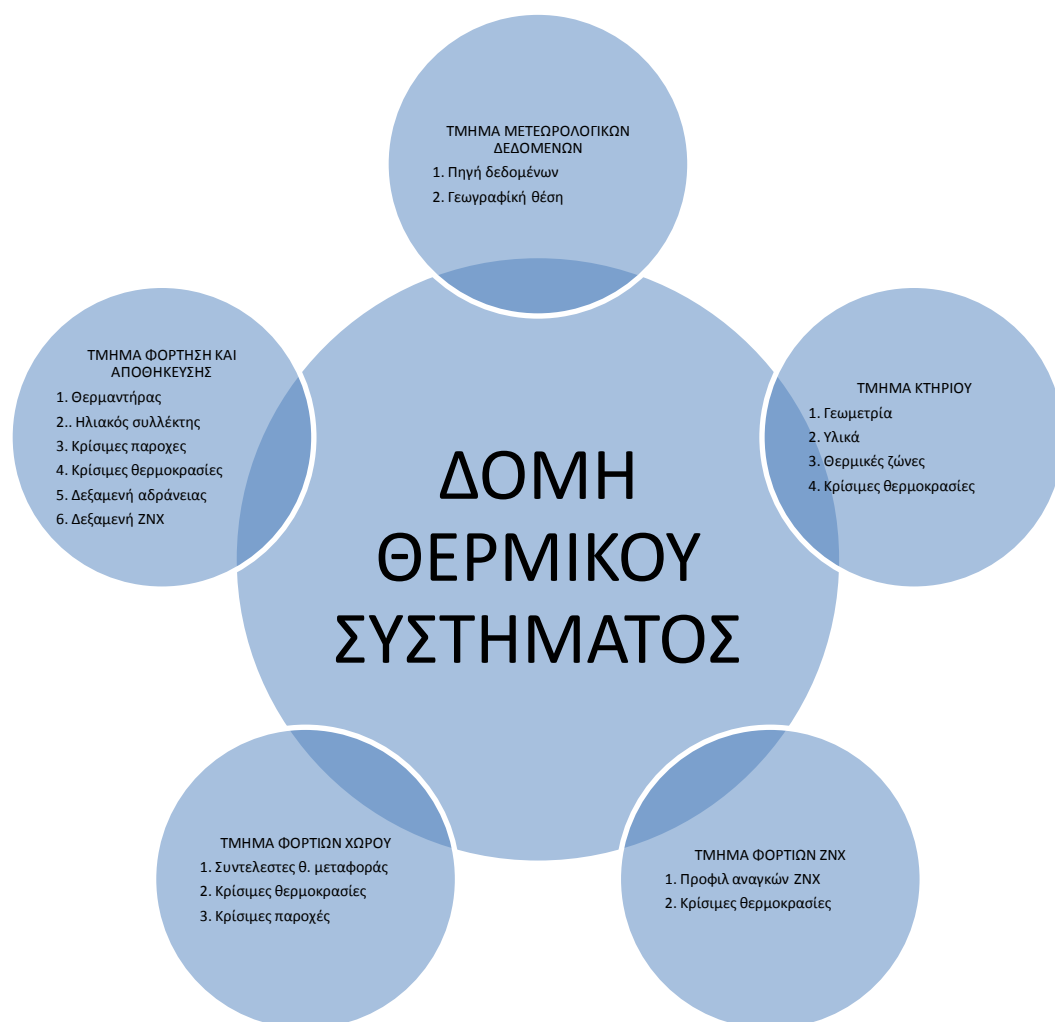 ΤΜΗΜΑ ΜΕΤΕΩΡΟΛΟΓΙΚΩΝ
ΔΕΔΟΜΕΝΩΝ
1. Πηγή δεδομένων
2. Γεωγραφίκή θέση
ΤΜΗΜΑ ΦΟΡΤΗΣΗ ΚΑΙ
ΑΠΟΘΗΚΕΥΣΗΣ
1. Θερμαντήρας
2.. Ηλιακός συλλέκτης
3. Κρίσιμες παροχες
4. Κρίσιμες θερμοκρασίες
5. Δεξαμενή αδράνειας
6. Δεξαμενή ΖΝΧ
ΤΜΗΜΑ ΚΤΗΡΙΟΥ
1. Γεωμετρία
2. Υλικά
3. Θερμικές ζώνες
4. Κρίσιμες θερμοκρασίες
ΔΟΜΗ
ΘΕΡΜΙΚΟΥ
ΣΥΣΤΗΜΑΤΟΣ
ΤΜΗΜΑ ΦΟΡΤΙΩΝ ΧΩΡΟΥ
1. Συντελεστες θ. μεταφοράς
2. Κρίσιμες θερμοκρασίες
3. Κρίσιμες παροχές
ΤΜΗΜΑ ΦΟΡΤΙΩΝ ΖΝΧ
1. Προφιλ αναγκών ΖΝΧ
2. Κρίσιμες θερμοκρασίες